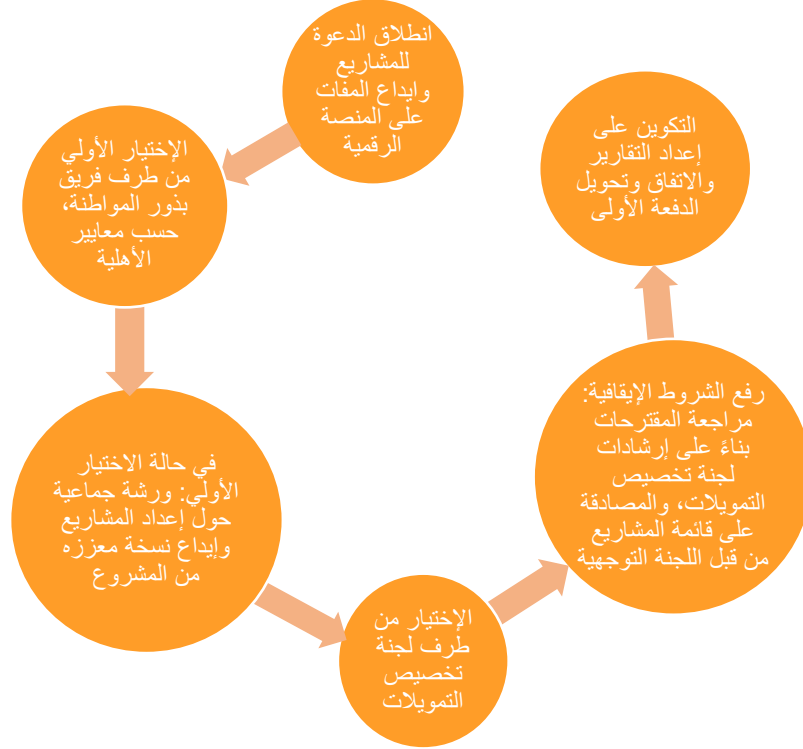 انطلاق الدعوة
للمشاريع
وايداع المفات
على المنصة
الرقمية
الإختيار الأولي
من طرف فريق
بذور المواطنة،
حسب معايير
الأهلية
في حالة الاختيار
الأولي: ورشة جماعية
حول إعداد المشاريع
وإيداع نسخة معززه
من المشروع
الإختيار من
طرف لجنة
تخصيص
التمويلات
رفع الشروط الإيقافية:
مراجعة المقترحات
بناءً على إرشادات
لجنة تخصيص
التمويلات، والمصادقة
على قائمة المشاريع
من قبل اللجنة التوجهية
التكوين على
إعداد التقارير
والاتفاق وتحويل
الدفعة الأولى